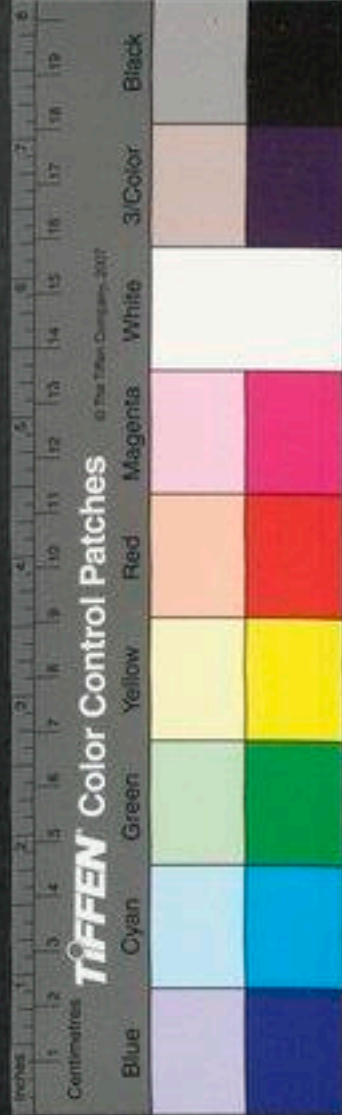 Inches 1 2 3 4 5 6 7 8
Centimetres 1 2 3 4 5 6 7 8 9 10 11 12 13 14 15 16 17 18 19
TIFFEN Color Control Patches © The Tiffen Company, 2007
Blue Cyan Green Yellow Red Magenta White 3/Color Black